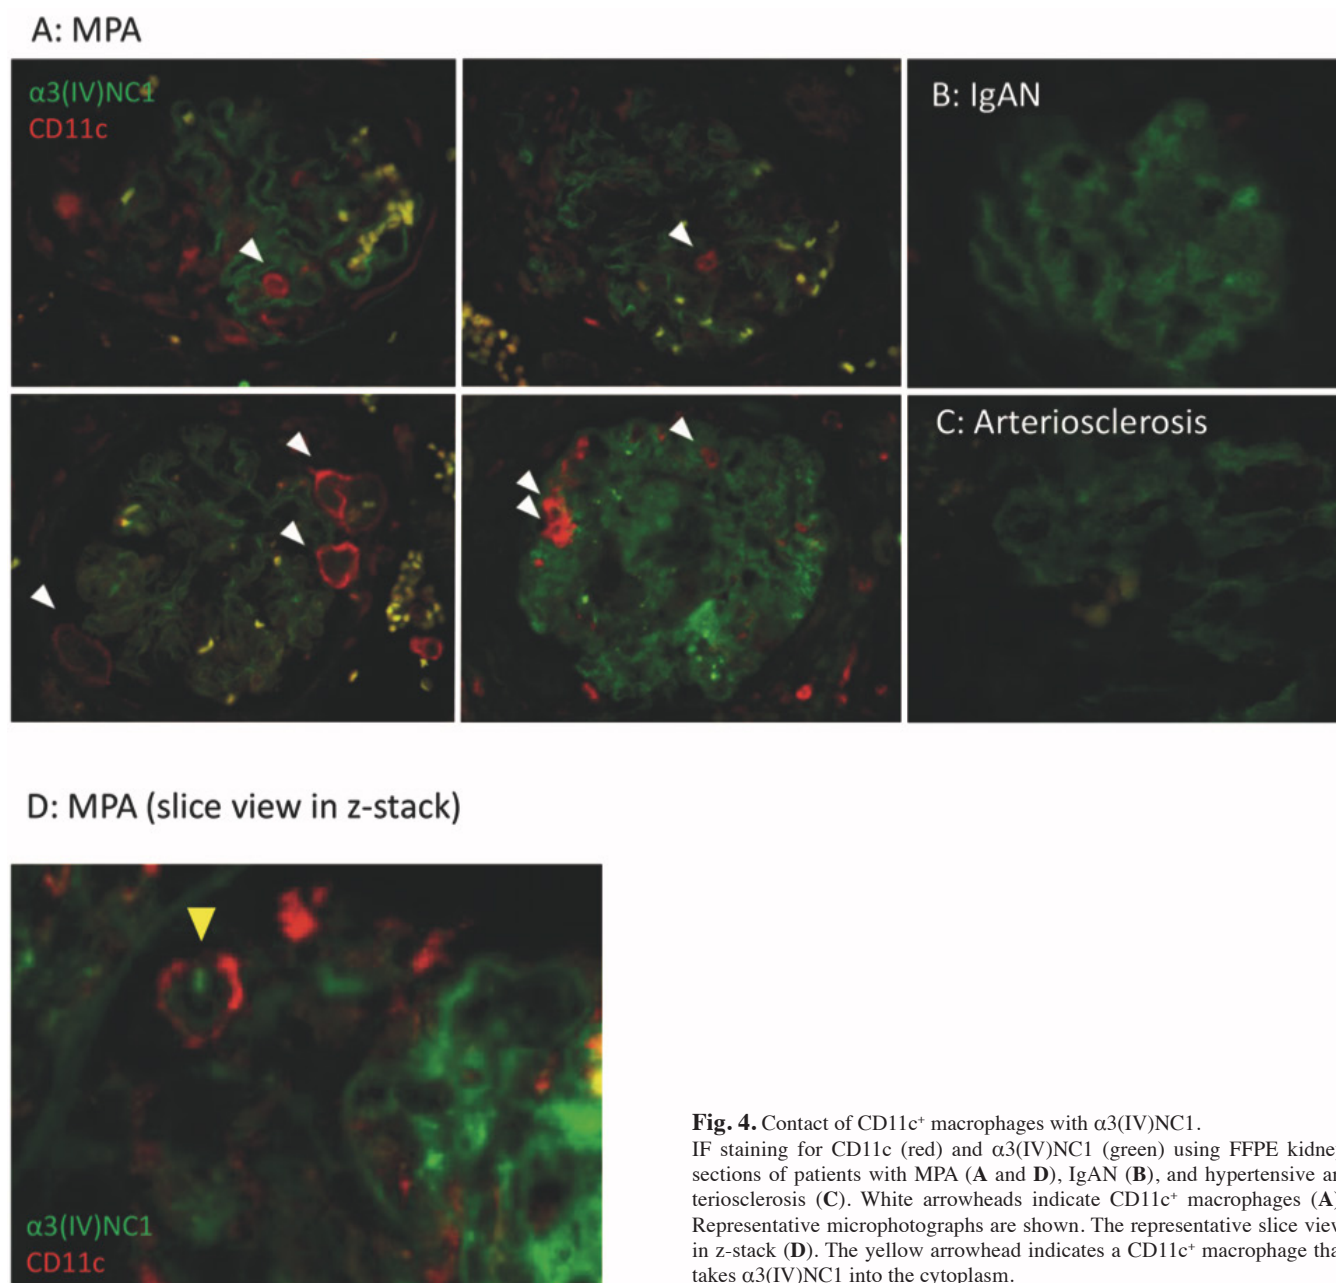 A: MPA
α3(IV)NC1
CD11c
B: IgAN
C: Arteriosclerosis
D: MPA (slice view in z-stack)
α3(IV)NC1
CD11c
Fig. 4. Contact of CD11c⁺ macrophages with α3(IV)NC1.
IF staining for CD11c (red) and α3(IV)NC1 (green) using FFPE kidne
sections of patients with MPA (A and D), IgAN (B), and hypertensive ar
teriosclerosis (C). White arrowheads indicate CD11c⁺ macrophages (A)
Representative microphotographs are shown. The representative slice view
in z-stack (D). The yellow arrowhead indicates a CD11c⁺ macrophage tha
takes α3(IV)NC1 into the cytoplasm.